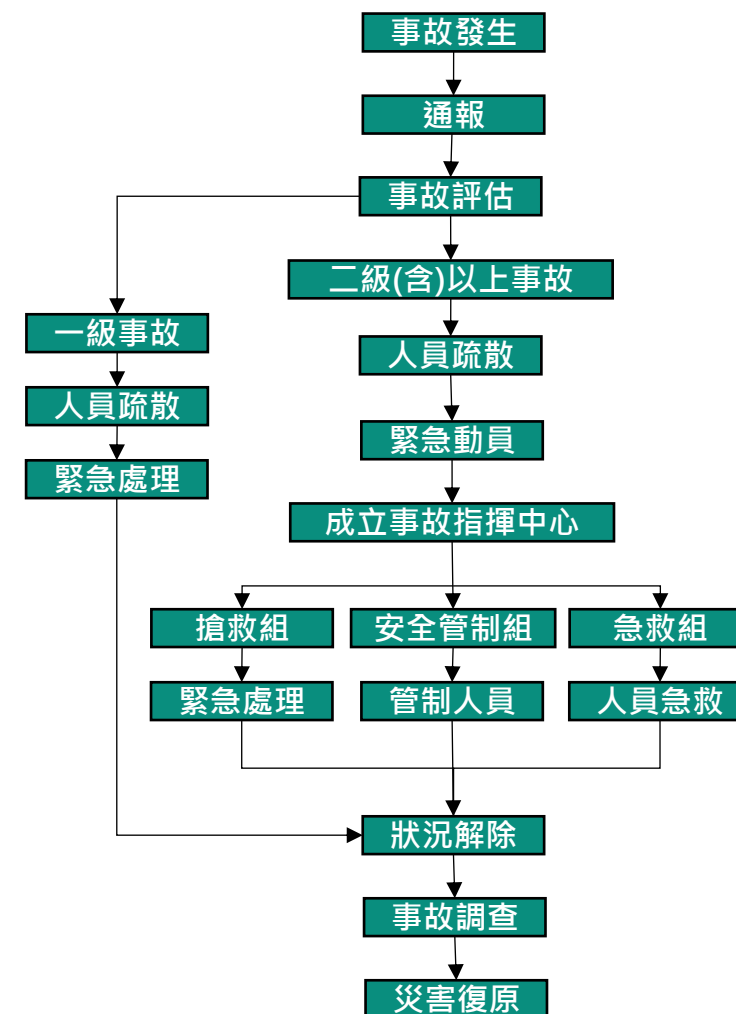 事故發生
通報
事故評估
二級(含)以上事故
一級事故
人員疏散
人員疏散
緊急動員
緊急處理
成立事故指揮中心
搶救組
安全管制組
急救組
緊急處理
管制人員
人員急救
狀況解除
事故調查
災害復原